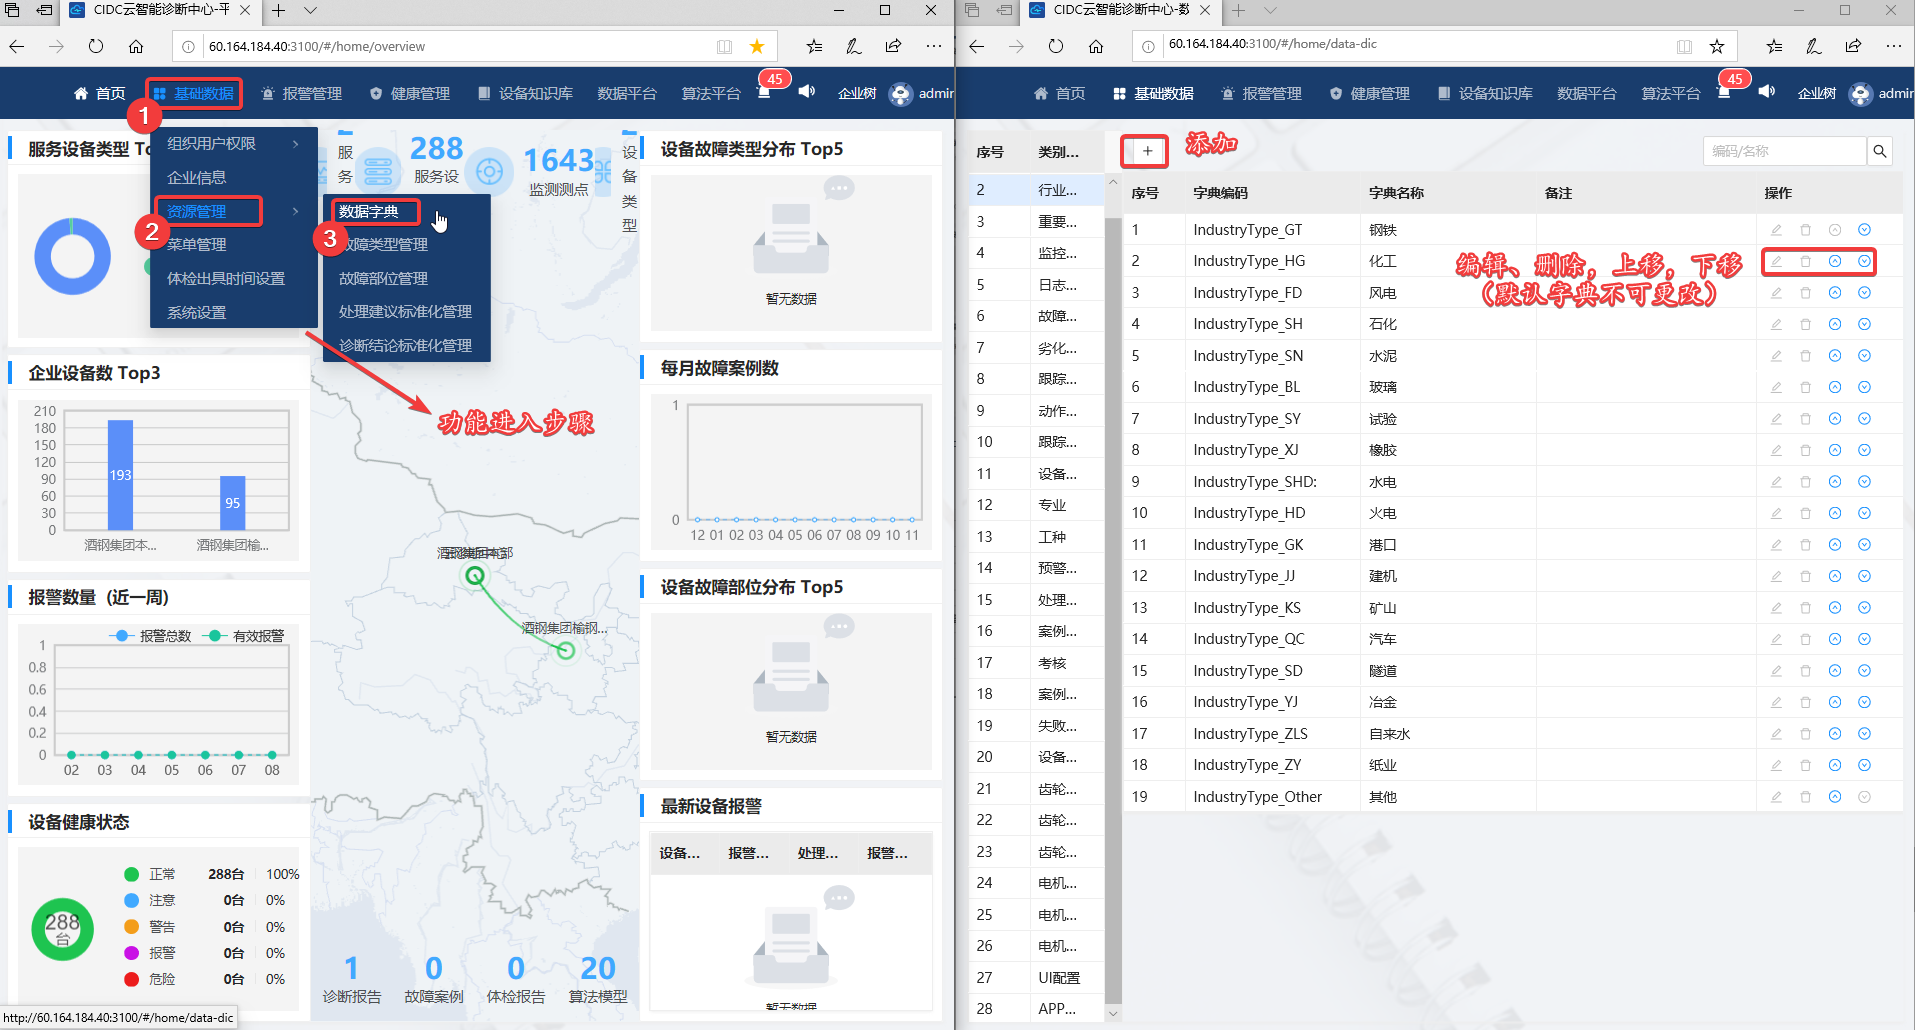 CIDC云智能诊断中心-平
60.164.184.40:3100/#/home/overview
首页
基础数据
报警管理
健康管理
设备知识库
数据平台
算法平台
45
企业树
admin
1
组织用户权限
企业信息
资源管理
2
菜单管理
体检出具时间设置
系统设置
数据字典
3
故障类型管理
故障部位管理
处理建议标准化管理
诊断结论标准化管理
功能进入步骤
服务设备类型 To
服务
288
服务设
1643
监测测点
设备类型
企业设备数 Top3
210
180
150
120
90
60
30
0
193
95
酒钢集团本...
酒钢集团榆...
报警数量（近一周）
报警总数 有效报警
1
0.8
0.6
0.4
0.2
0
02 03 04 05 06 07 08
设备健康状态
288
台
正常 288台 100%
注意 0台 0%
警告 0台 0%
报警 0台 0%
危险 0台 0%
酒钢集团榆钢...
1
诊断报告
0
故障案例
0
体检报告
20
算法模型
设备故障类型分布 Top5
暂无数据
每月故障案例数
1
0
12 01 02 03 04 05 06 07 08 09 10 11
设备故障部位分布 Top5
暂无数据
最新设备报警
设备... 报警... 处理... 报警...
暂无数据
http://60.164.184.40:3100/#/home/data-dic
CIDC云智能诊断中心-数
60.164.184.40:3100/#/home/data-dic
首页
基础数据
报警管理
健康管理
设备知识库
数据平台
算法平台
45
企业树
admin
序号 类别...
2 行业...
3 重要...
4 监控...
5 日志...
6 故障...
7 劣化...
8 跟踪...
9 动作...
10 跟踪...
11 设备...
12 专业
13 工种
14 预警...
15 处理...
16 案例...
17 考核
18 案例...
19 失败...
20 设备...
21 齿轮...
22 齿轮...
23 齿轮...
24 电机...
25 电机...
26 电机...
27 UI配置
28 APP...
+
添加
编码/名称
序号 字典编码 字典名称 备注 操作
1 IndustryType_GT 钢铁
2 IndustryType_HG 化工
3 IndustryType_FD 风电
4 IndustryType_SH 石化
5 IndustryType_SN 水泥
6 IndustryType_BL 玻璃
7 IndustryType_SY 试验
8 IndustryType_XJ 橡胶
9 IndustryType_SHD: 水电
10 IndustryType_HD 火电
11 IndustryType_GK 港口
12 IndustryType_JJ 建机
13 IndustryType_KS 矿山
14 IndustryType_QC 汽车
15 IndustryType_SD 隧道
16 IndustryType_YJ 冶金
17 IndustryType_ZLS 自来水
18 IndustryType_ZY 纸业
19 IndustryType_Other 其他
编辑、删除，上移，下移
（默认字典不可更改）